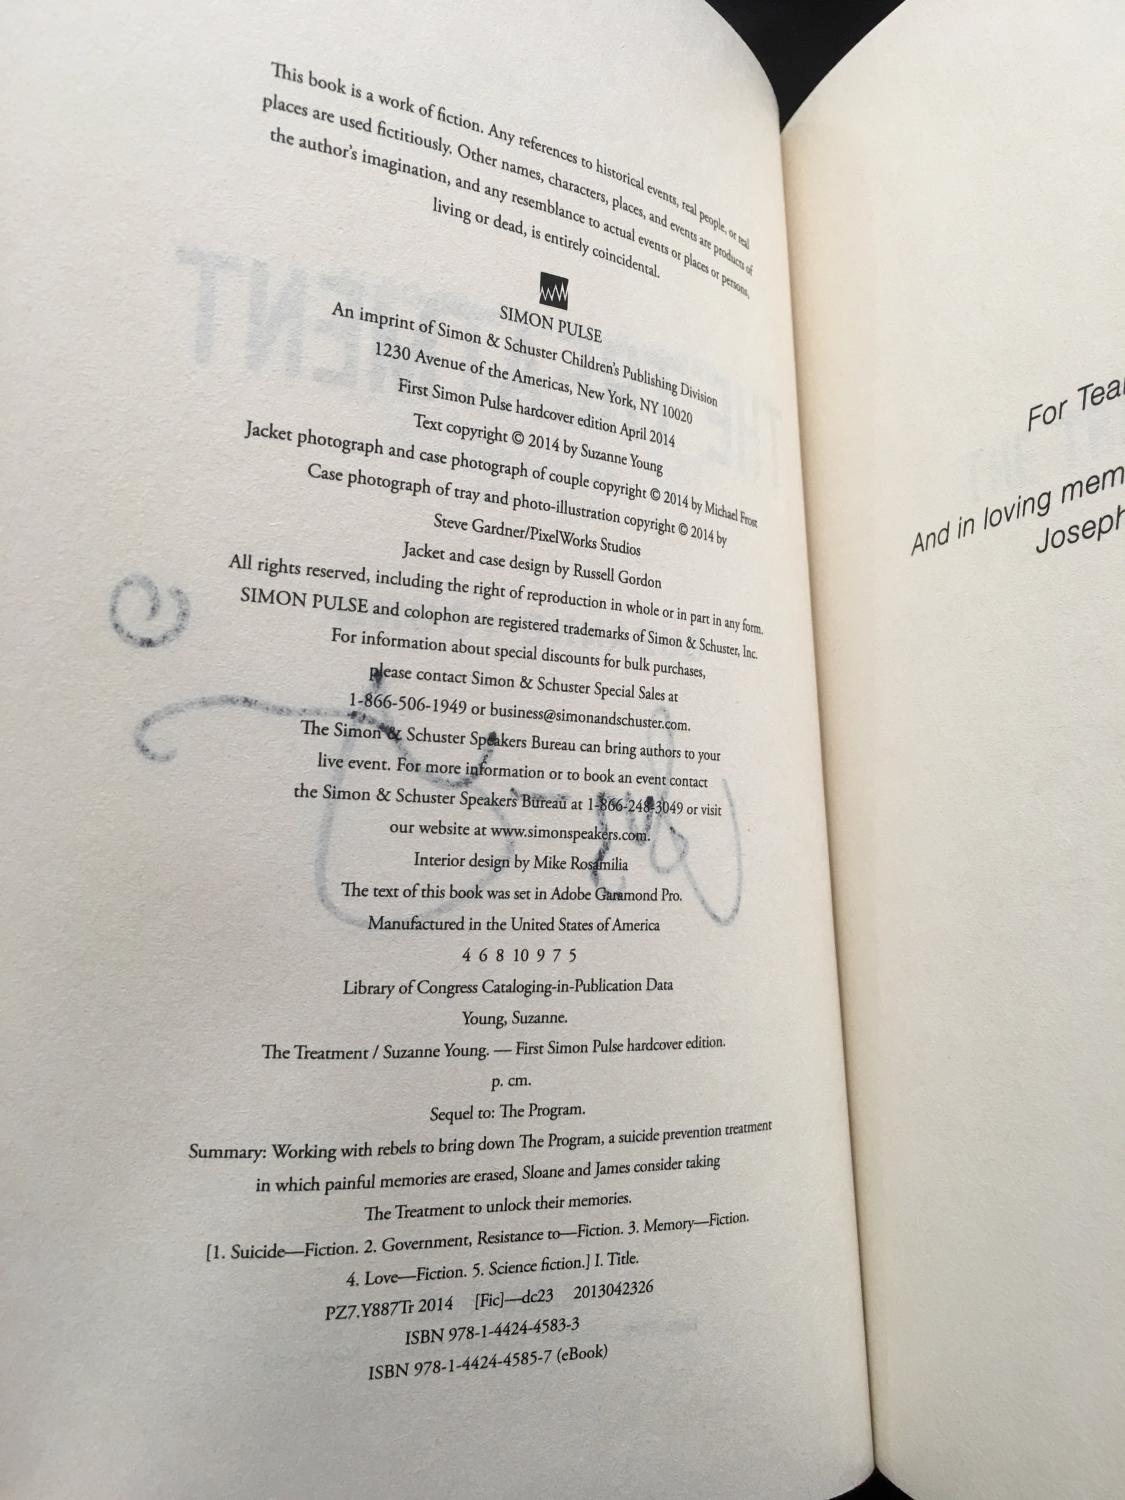 This book is a work of fiction. Any references to historical events, real people, or real
places are used fictitiously. Other names, characters, places, and events are products of
the author's imagination, and any resemblance to actual events or places or persons,
living or dead, is entirely coincidental.
SIMON PULSE
An imprint of Simon & Schuster Children's Publishing Division
1230 Avenue of the Americas, New York, NY 10020
First Simon Pulse hardcover edition April 2014
Text copyright © 2014 by Suzanne Young
Jacket photograph and case photograph of couple copyright © 2014 by Michael Frost
Case photograph of tray and photo-illustration copyright © 2014 by
Steve Gardner/PixelWorks Studios
Jacket and case design by Russell Gordon
All rights reserved, including the right of reproduction in whole or in part in any form.
SIMON PULSE and colophon are registered trademarks of Simon & Schuster, Inc.
For information about special discounts for bulk purchases,
please contact Simon & Schuster Special Sales at
1-866-506-1949 or business@simonandschuster.com.
The Simon & Schuster Speakers Bureau can bring authors to your
live event. For more information or to book an event contact
the Simon & Schuster Speakers Bureau at 1-866-248-3049 or visit
our website at www.simonspeakers.com.
Interior design by Mike Rosamilia
The text of this book was set in Adobe Garamond Pro.
Manufactured in the United States of America
4 6 8 10 9 7 5
Library of Congress Cataloging-in-Publication Data
Young, Suzanne.
The Treatment / Suzanne Young. — First Simon Pulse hardcover edition.
p. cm.
Sequel to: The Program.
Summary: Working with rebels to bring down The Program, a suicide prevention treatment
in which painful memories are erased, Sloane and James consider taking
The Treatment to unlock their memories.
[1. Suicide—Fiction. 2. Government, Resistance to—Fiction. 3. Memory—Fiction.
4. Love—Fiction. 5. Science fiction.] I. Title.
PZ7.Y887Tr 2014 [Fic]—dc23 2013042326
ISBN 978-1-4424-4583-3
ISBN 978-1-4424-4585-7 (eBook)
For
And in loving
Joseph